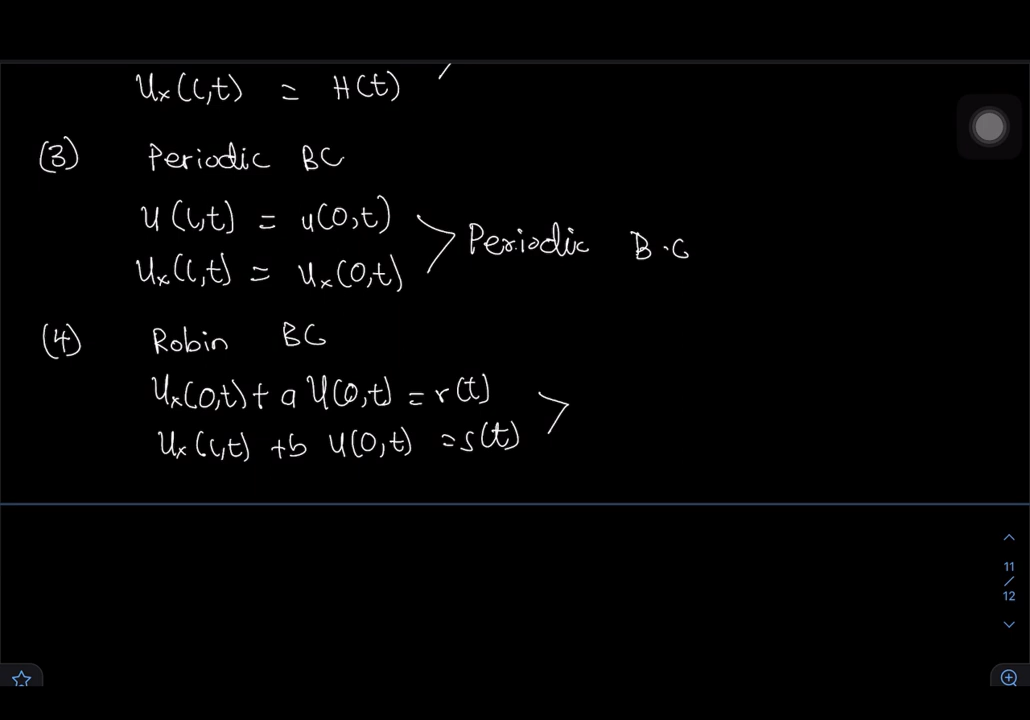 Ux(L,t) = H(t)
(3) Periodic BC
U(L,t) = u(0,t)
Ux(L,t) = Ux(0,t)
Periodic B.C
(4) Robin BC
Ux(0,t) + a U(0,t) = r(t)
Ux(L,t) + b U(0,t) = s(t)
11
/
12